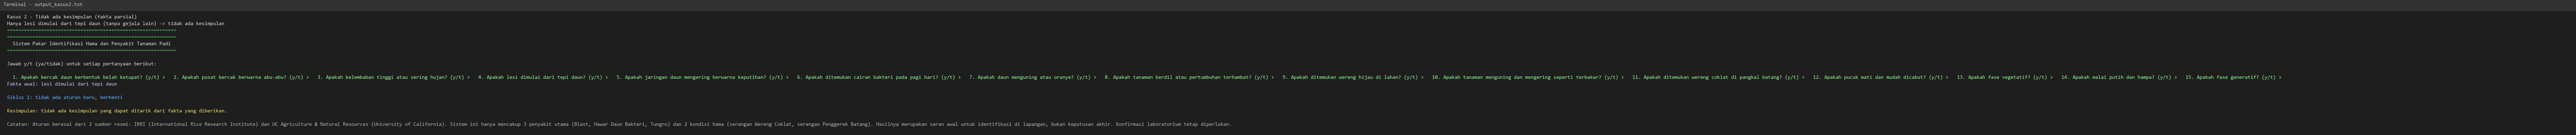 Terminal - output_kasus2.txt
Kasus 2 - Tidak ada kesimpulan (fakta parsial)
Hanya lesi dimulai dari tepi daun (tanpa gejala lain) -> tidak ada kesimpulan
============================================================
============================================================
Sistem Pakar Identifikasi Hama dan Penyakit Tanaman Padi
============================================================
Jawab y/t (ya/tidak) untuk setiap pertanyaan berikut:
1. Apakah bercak daun berbentuk belah ketupat? (y/t) > 2. Apakah pusat bercak berwarna abu-abu? (y/t) > 3. Apakah kelembaban tinggi atau sering hujan? (y/t) > 4. Apakah lesi dimulai dari tepi daun? (y/t) > 5. Apakah jaringan daun mengering berwarna keputihan? (y/t) > 6. Apakah ditemukan cairan bakteri pada pagi hari? (y/t) > 7. Apakah daun menguning atau oranye? (y/t) > 8. Apakah tanaman kerdil atau pertumbuhan terhambat? (y/t) > 9. Apakah ditemukan wereng hijau di lahan? (y/t) > 10. Apakah tanaman menguning dan mengering seperti terbakar? (y/t) > 11. Apakah ditemukan wereng coklat di pangkal batang? (y/t) > 12. Apakah pucuk mati dan mudah dicabut? (y/t) > 13. Apakah fase vegetatif? (y/t) > 14. Apakah malai putih dan hampa? (y/t) > 15. Apakah fase generatif? (y/t) >
Fakta awal: lesi dimulai dari tepi daun
Siklus 1: tidak ada aturan baru, berhenti
Kesimpulan: tidak ada kesimpulan yang dapat ditarik dari fakta yang diberikan.
Catatan: Aturan berasal dari 2 sumber resmi: IRRI (International Rice Research Institute) dan UC Agriculture & Natural Resources (University of California). Sistem ini hanya mencakup 3 penyakit utama (Blast, Hawar Daun Bakteri, Tungro) dan 2 kondisi hama (serangan Wereng Coklat, serangan Penggerek Batang). Hasilnya merupakan saran awal untuk identifikasi di lapangan, bukan keputusan akhir. Konfirmasi laboratorium tetap diperlukan.